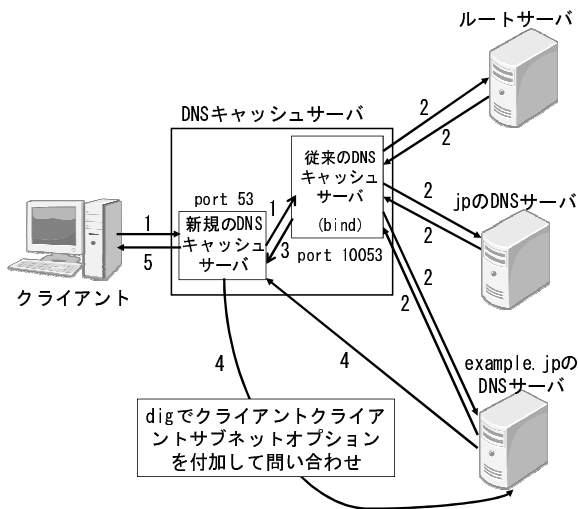 ルートサーバ
DNSキャッシュサーバ
2
2
従来のDNS
キャッシュ
サーバ
(bind)
port 10053
port 53
新規のDNS
キャッシュ
サーバ
1
3
1
5
クライアント
2
2
jpのDNSサーバ
2
2
4
4
example.jpの
DNSサーバ
digでクライアントクライア
ントサブネットオプション
を付加して問い合わせ